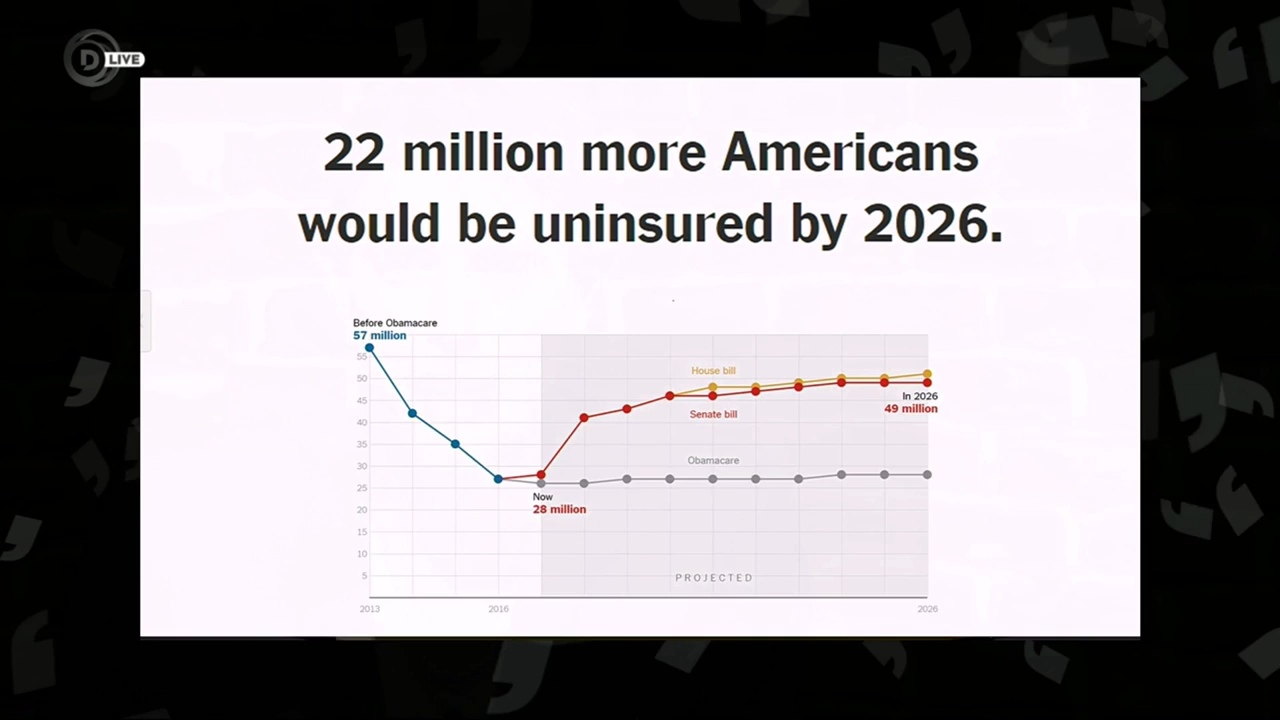 D LIVE
22 million more Americans
would be uninsured by 2026.
Before Obamacare
57 million
55
50
House bill
45
In 2026
49 million
Senate bill
40
35
Obamacare
30
25
Now
28 million
20
15
10
5
PROJECTED
2013
2016
2026